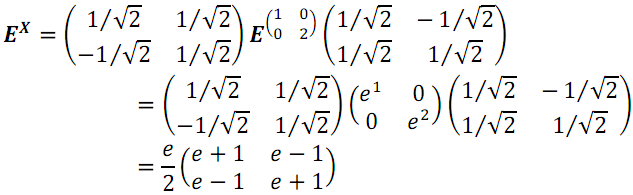 𝑬^𝑋 = (1/√2 1/√2; −1/√2 1/√2) 𝑬^(1 0; 0 2) (1/√2 −1/√2; 1/√2 1/√2)
= (1/√2 1/√2; −1/√2 1/√2) (e^1 0; 0 e^2) (1/√2 −1/√2; 1/√2 1/√2)
= e/2 (e + 1 e − 1; e − 1 e + 1)